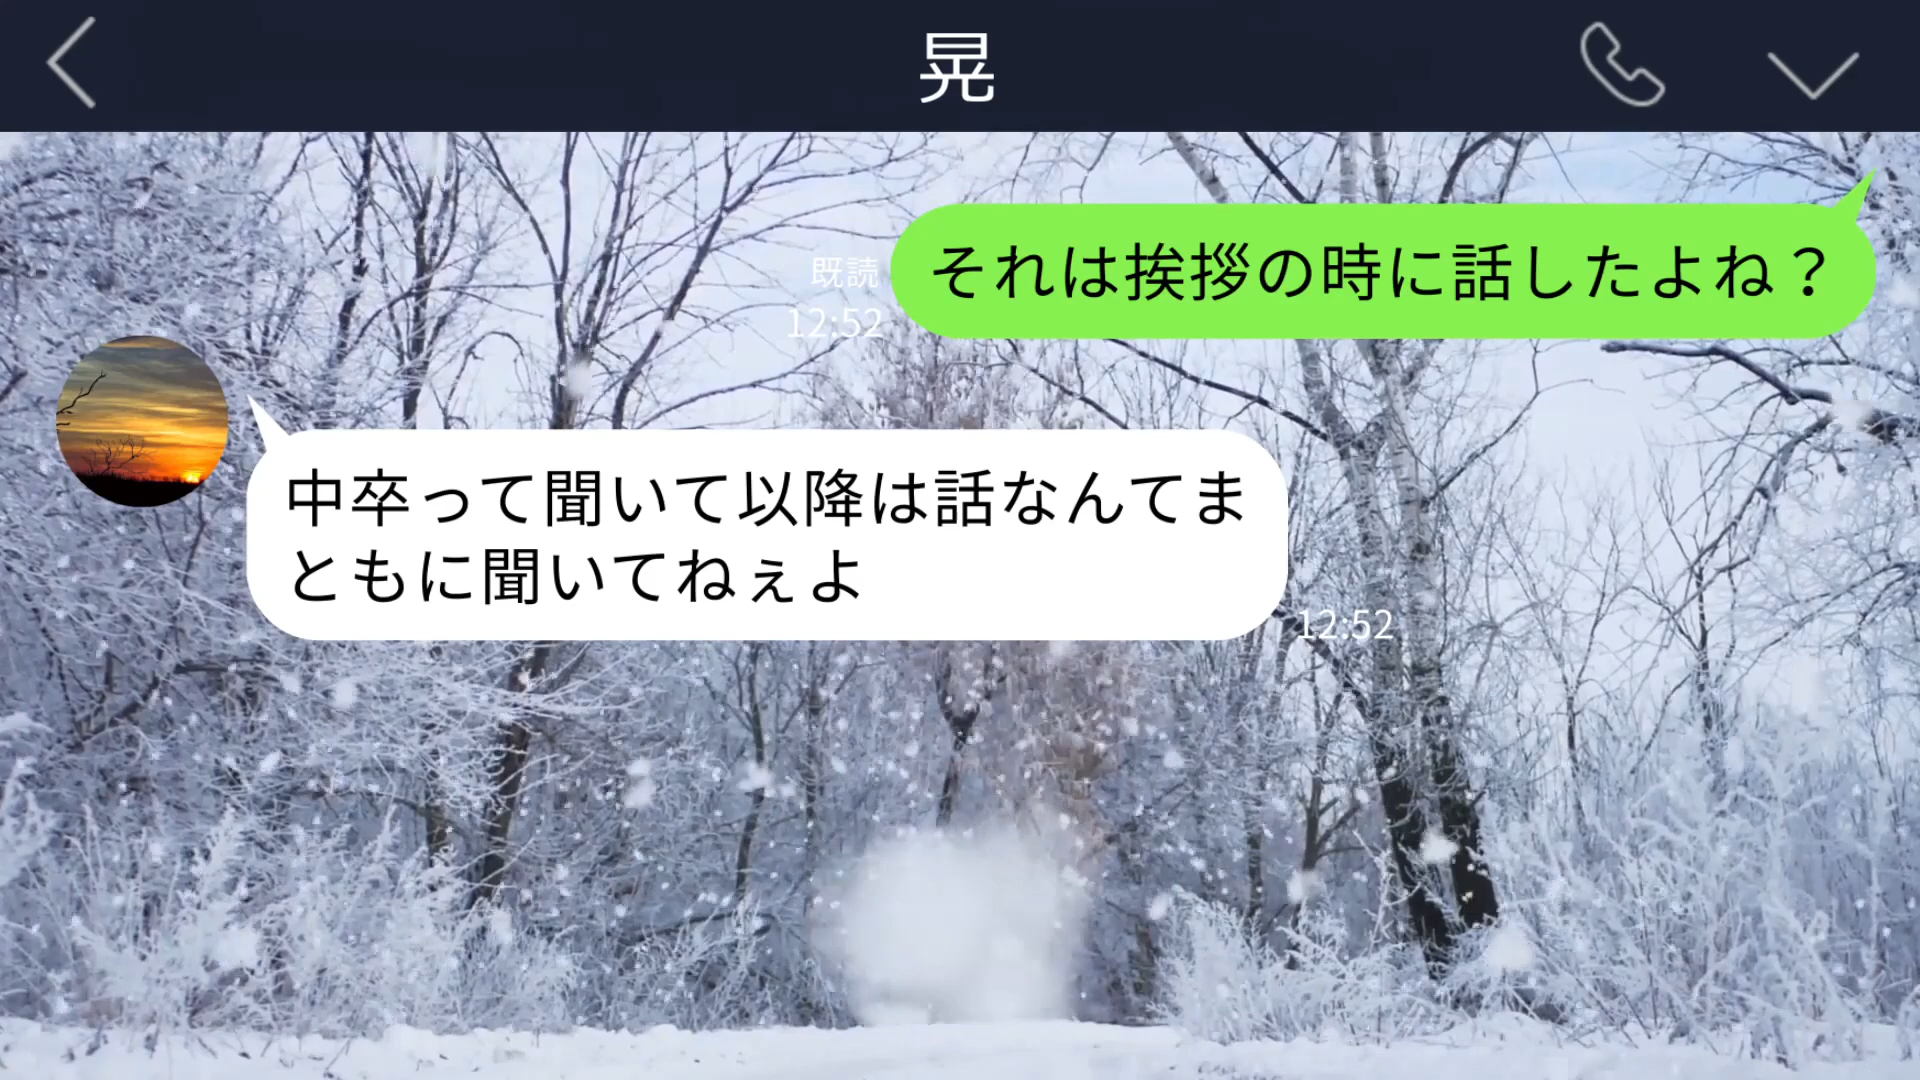 晃
それは挨拶の時に話したよね？
既読
12:52
中卒って聞いて以降は話なんてま
ともに聞いてねぇよ
12:52